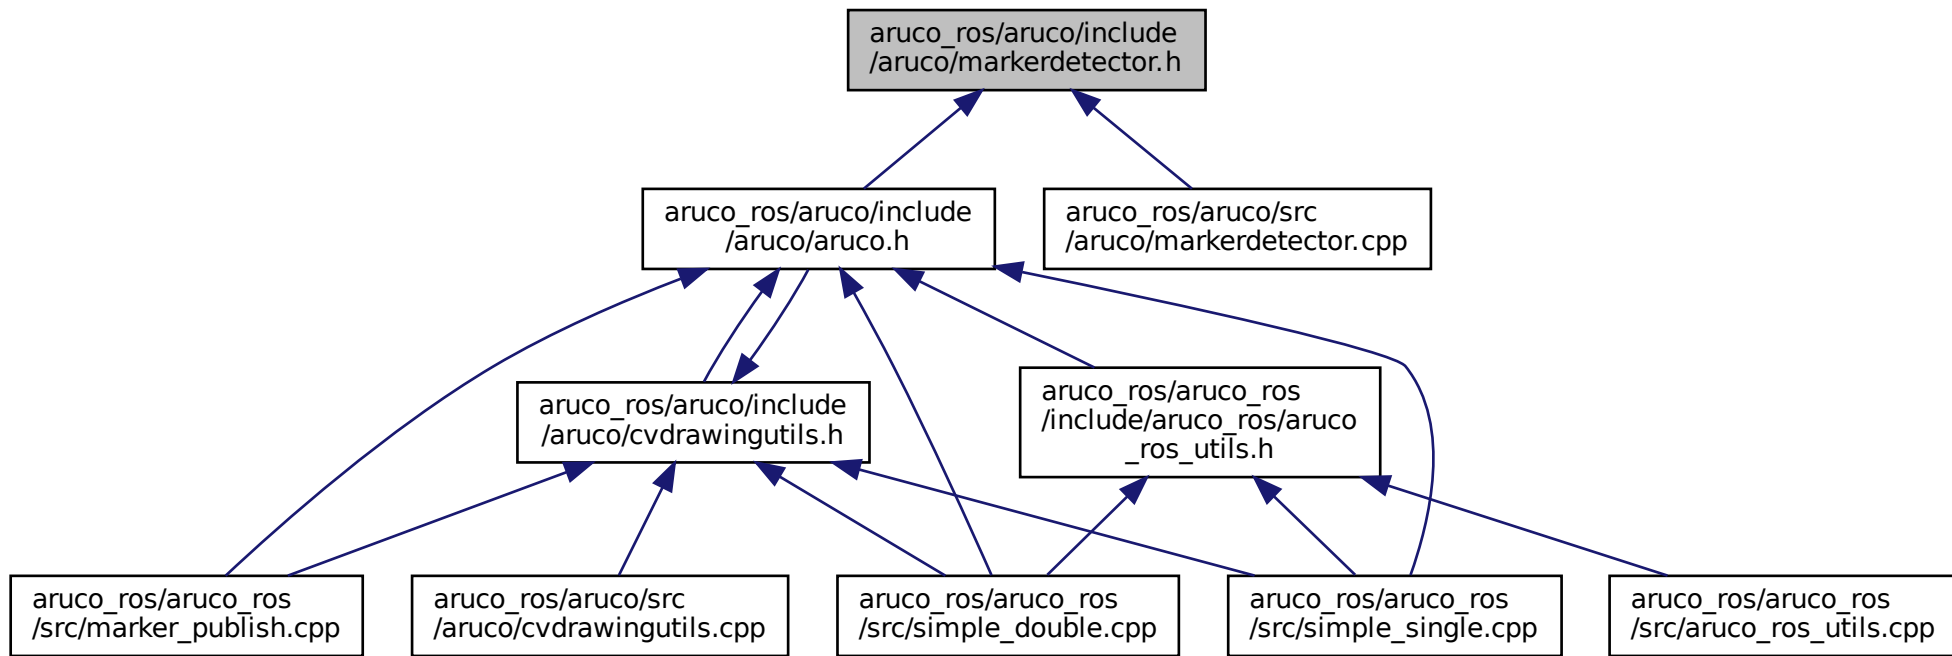 aruco_ros/aruco/include
/aruco/markerdetector.h
aruco_ros/aruco/include
/aruco/aruco.h
aruco_ros/aruco/src
/aruco/markerdetector.cpp
aruco_ros/aruco/include
/aruco/cvdrawingutils.h
aruco_ros/aruco_ros
/include/aruco_ros/aruco
_ros_utils.h
aruco_ros/aruco_ros
/src/marker_publish.cpp
aruco_ros/aruco/src
/aruco/cvdrawingutils.cpp
aruco_ros/aruco_ros
/src/simple_double.cpp
aruco_ros/aruco_ros
/src/simple_single.cpp
aruco_ros/aruco_ros
/src/aruco_ros_utils.cpp